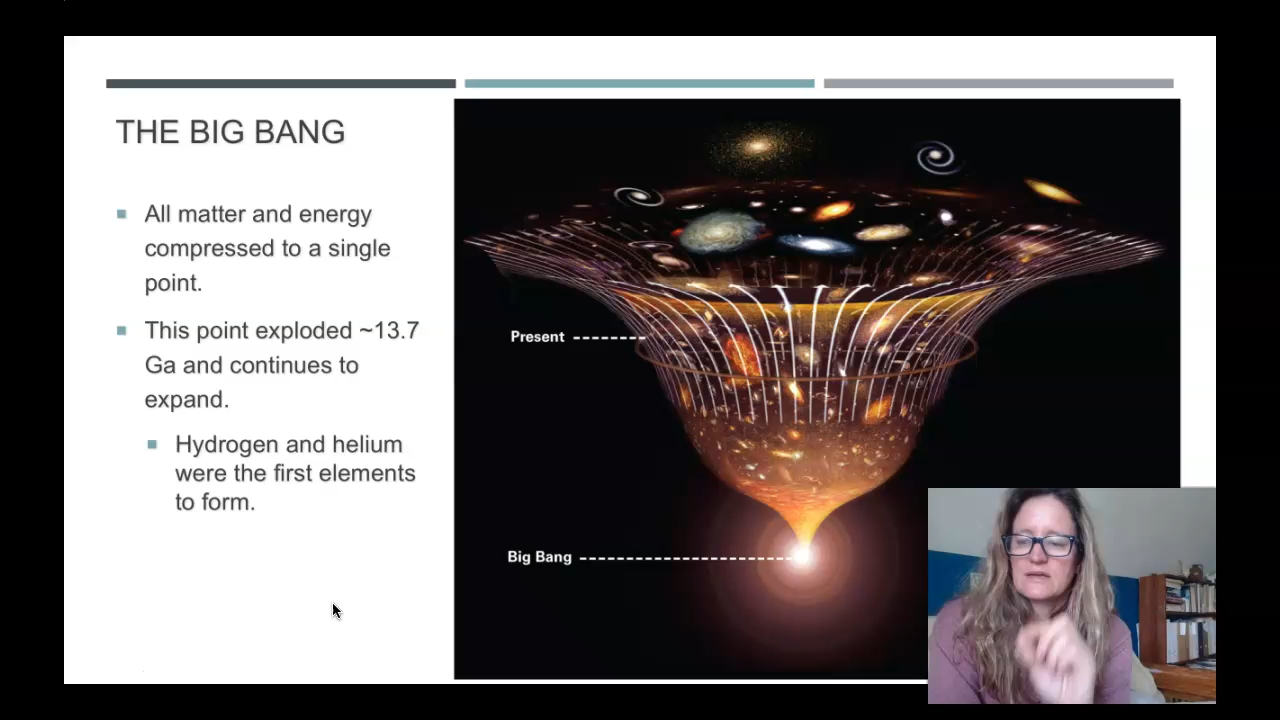 THE BIG BANG
All matter and energy
compressed to a single
point.
This point exploded ~13.7
Ga and continues to
expand.
Hydrogen and helium
were the first elements
to form.
Present
Big Bang